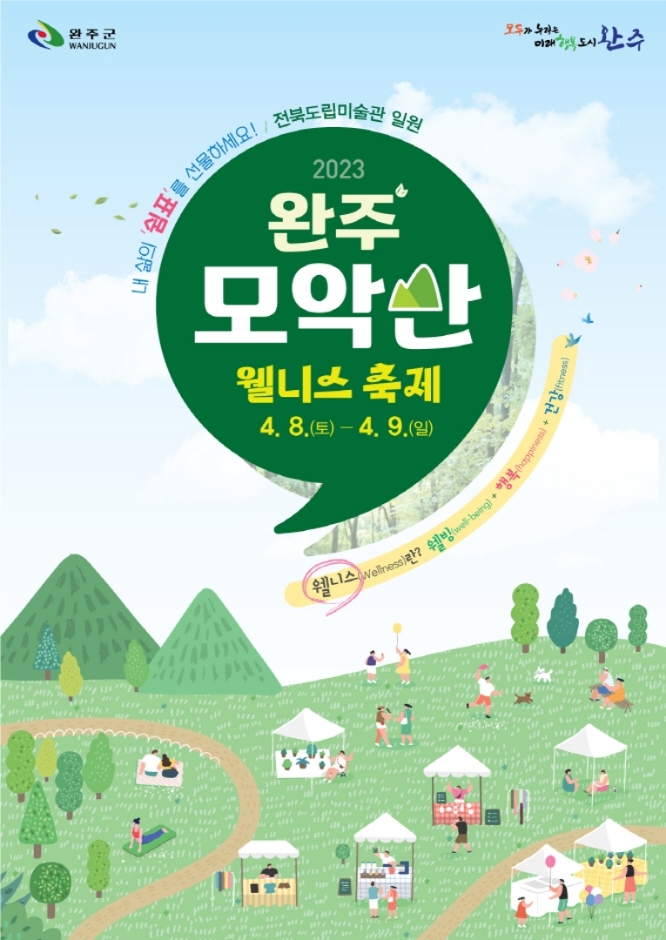 완주군
WANJUGUN
모두가 누리는
미래행복도시 완주
내 삶의 '쉼표'를 선물하세요! / 전북도립미술관 일원
2023
완주
모악산
웰니스 축제
4. 8.(토) – 4. 9.(일)
웰니스(Wellness)란? 웰빙(well-being) + 행복(happiness) + 건강(fitness)